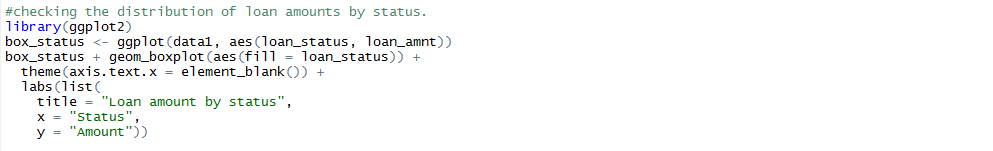 #checking the distribution of loan amounts by status.
library(ggplot2)
box_status <- ggplot(data1, aes(loan_status, loan_amnt))
box_status + geom_boxplot(aes(fill = loan_status)) +
  theme(axis.text.x = element_blank()) +
  labs(list(
    title = "Loan amount by status",
    x = "Status",
    y = "Amount"))